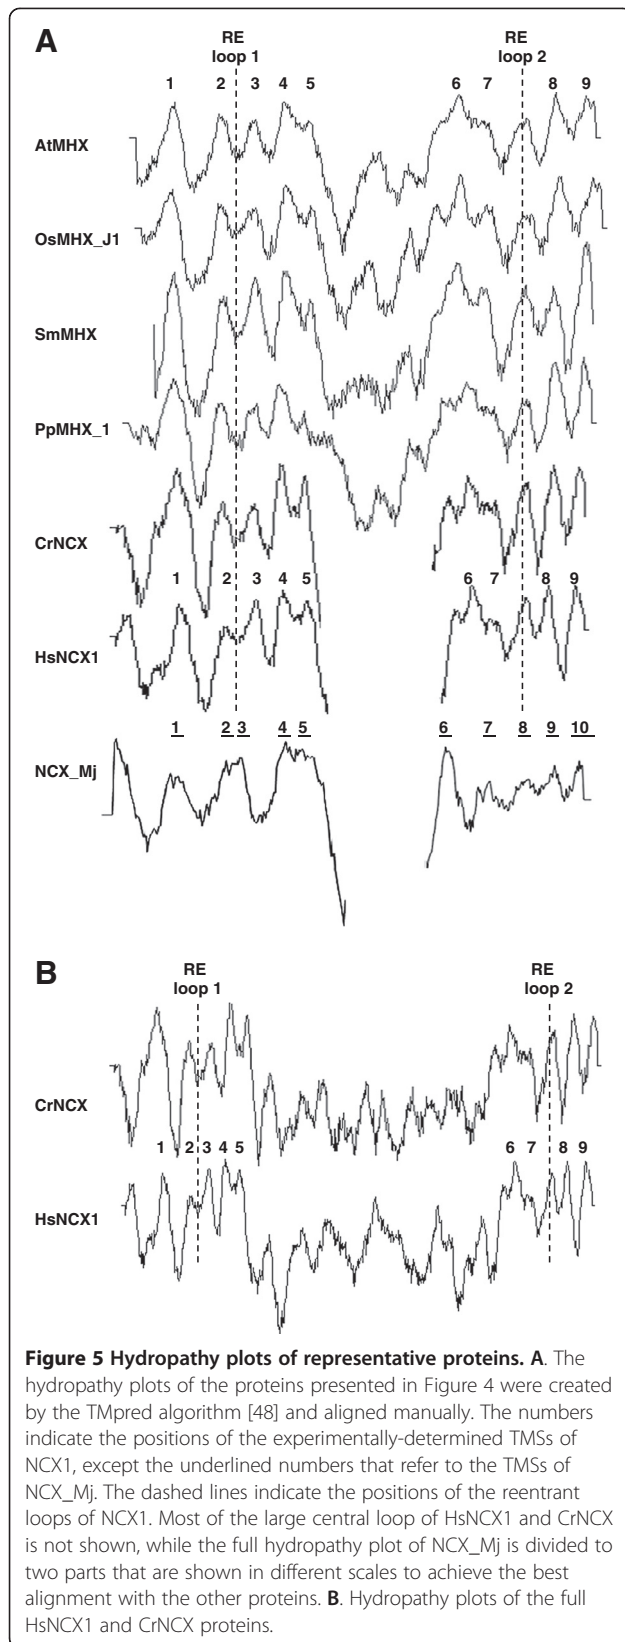 A
RE
loop 1
RE
loop 2
1 2 3 4 5 6 7 8 9
AtMHX
OsMHX_J1
SmMHX
PpMHX_1
CrNCX
1 2 3 4 5 6 7 8 9
HsNCX1
1 2 3 4 5 6 7 8 9 10
NCX_Mj
B
RE
loop 1
RE
loop 2
CrNCX
1 2 3 4 5 6 7 8 9
HsNCX1
Figure 5 Hydropathy plots of representative proteins. A. The
hydropathy plots of the proteins presented in Figure 4 were created
by the TMpred algorithm [48] and aligned manually. The numbers
indicate the positions of the experimentally-determined TMSs of
NCX1, except the underlined numbers that refer to the TMSs of
NCX_Mj. The dashed lines indicate the positions of the reentrant
loops of NCX1. Most of the large central loop of HsNCX1 and CrNCX
is not shown, while the full hydropathy plot of NCX_Mj is divided to
two parts that are shown in different scales to achieve the best
alignment with the other proteins. B. Hydropathy plots of the full
HsNCX1 and CrNCX proteins.